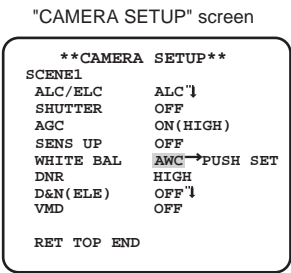 "CAMERA SETUP" screen
**CAMERA SETUP**
SCENE1
ALC/ELC ALC↓
SHUTTER OFF
AGC ON(HIGH)
SENS UP OFF
WHITE BAL AWC→PUSH SET
DNR HIGH
D&N(ELE) OFF↓
VMD OFF
RET TOP END